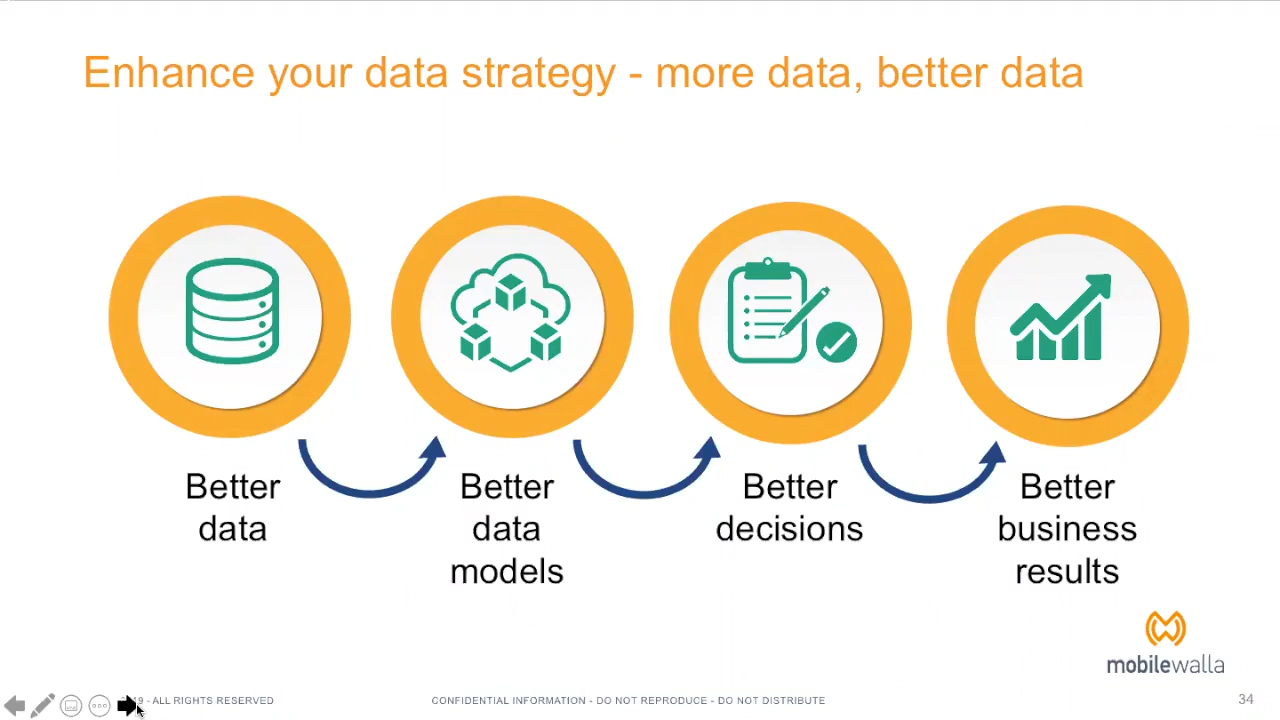 Enhance your data strategy - more data, better data
Better
data
Better
data
models
Better
decisions
Better
business
results
mobilewalla
- ALL RIGHTS RESERVED
CONFIDENTIAL INFORMATION - DO NOT REPRODUCE - DO NOT DISTRIBUTE
34